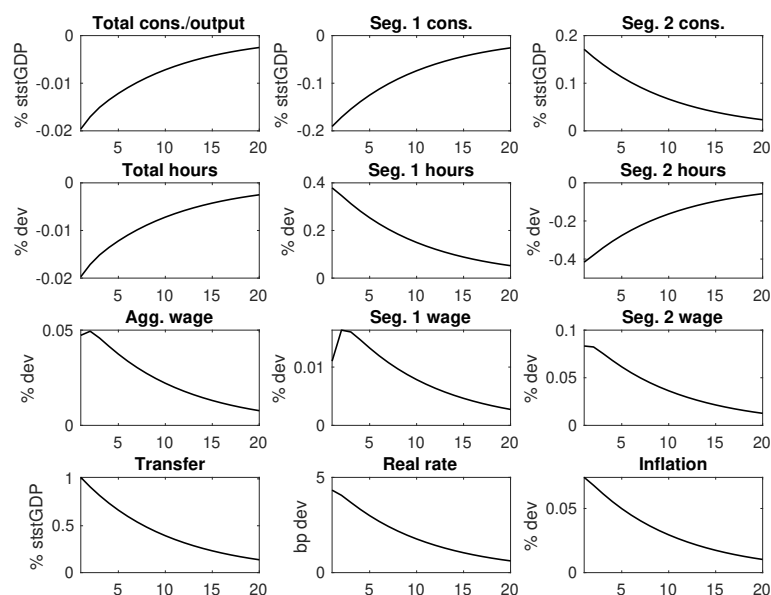 Total cons./output
Seg. 1 cons.
Seg. 2 cons.
% ststGDP
0
-0.01
-0.02
5 10 15 20
% ststGDP
0
-0.1
-0.2
5 10 15 20
% ststGDP
0.2
0.1
0
5 10 15 20
Total hours
Seg. 1 hours
Seg. 2 hours
% dev
0
-0.01
-0.02
5 10 15 20
% dev
0.4
0.2
0
5 10 15 20
% dev
0
-0.2
-0.4
5 10 15 20
Agg. wage
Seg. 1 wage
Seg. 2 wage
% dev
0.05
0
5 10 15 20
% dev
0.01
0
5 10 15 20
% dev
0.1
0.05
0
5 10 15 20
Transfer
Real rate
Inflation
% ststGDP
1
0.5
0
5 10 15 20
bp dev
5
0
5 10 15 20
% dev
0.05
0
5 10 15 20